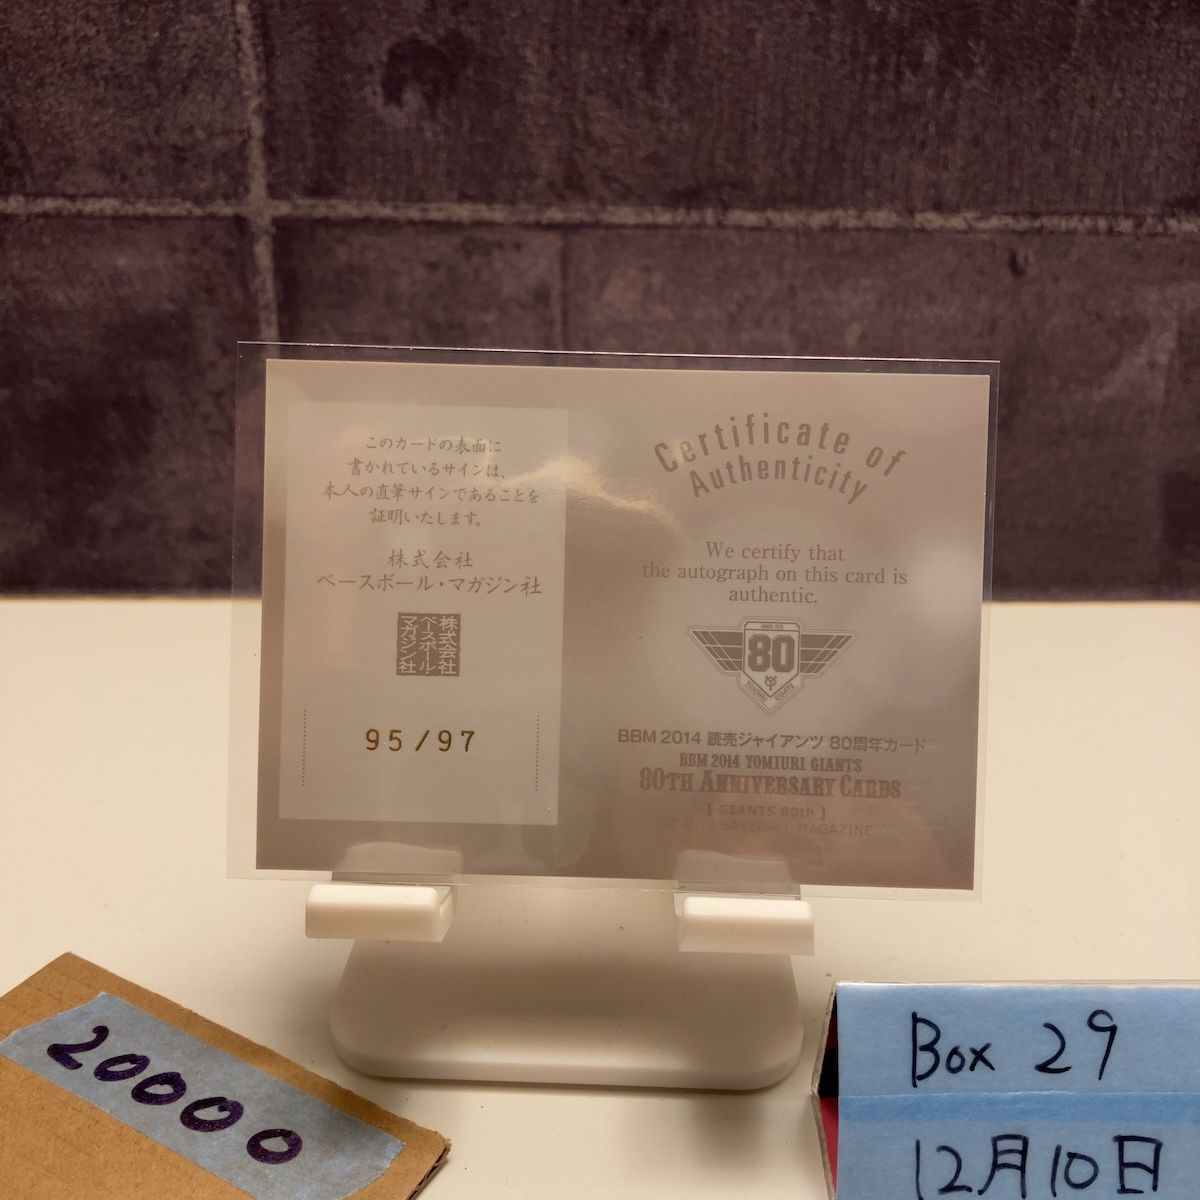 このカードの表面に
書かれているサインは、
本人の直筆サインであることを
証明いたします。
株式会社
ベースボール・マガジン社
株式会社
ベースボール・
マガジン社
95/97
Certificate of
Authenticity
We certify that
the autograph on this card is
authentic.
80
YOMIURI GIANTS
BBM 2014 読売ジャイアンツ 80周年カード
BBM 2014 YOMIURI GIANTS
80TH ANNIVERSARY CARDS
[ GIANTS 80th ]
© 2014 BASEBALL MAGAZINE
20000
Box 29
12月10日